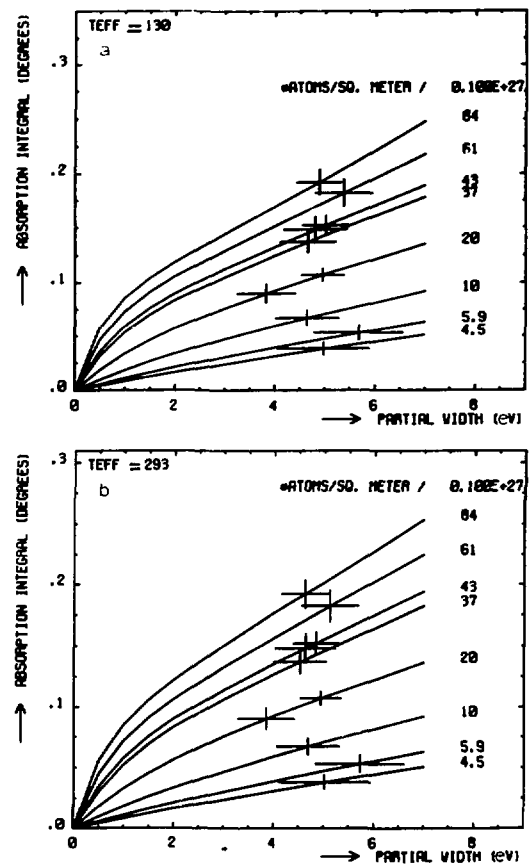 TEFF = 130
a
*ATOMS/SQ. METER / 0.100E+27
64
61
43
37
20
10
5.9
4.5
.3
.2
.1
.0
0 2 4 6 8
ABSORPTION INTEGRAL (DEGREES)
PARTIAL WIDTH (eV)
TEFF = 293
b
*ATOMS/SQ. METER / 0.100E+27
64
61
43
37
20
10
5.9
4.5
.3
.2
.1
.0
0 2 4 6 8
ABSORPTION INTEGRAL (DEGREES)
PARTIAL WIDTH (eV)